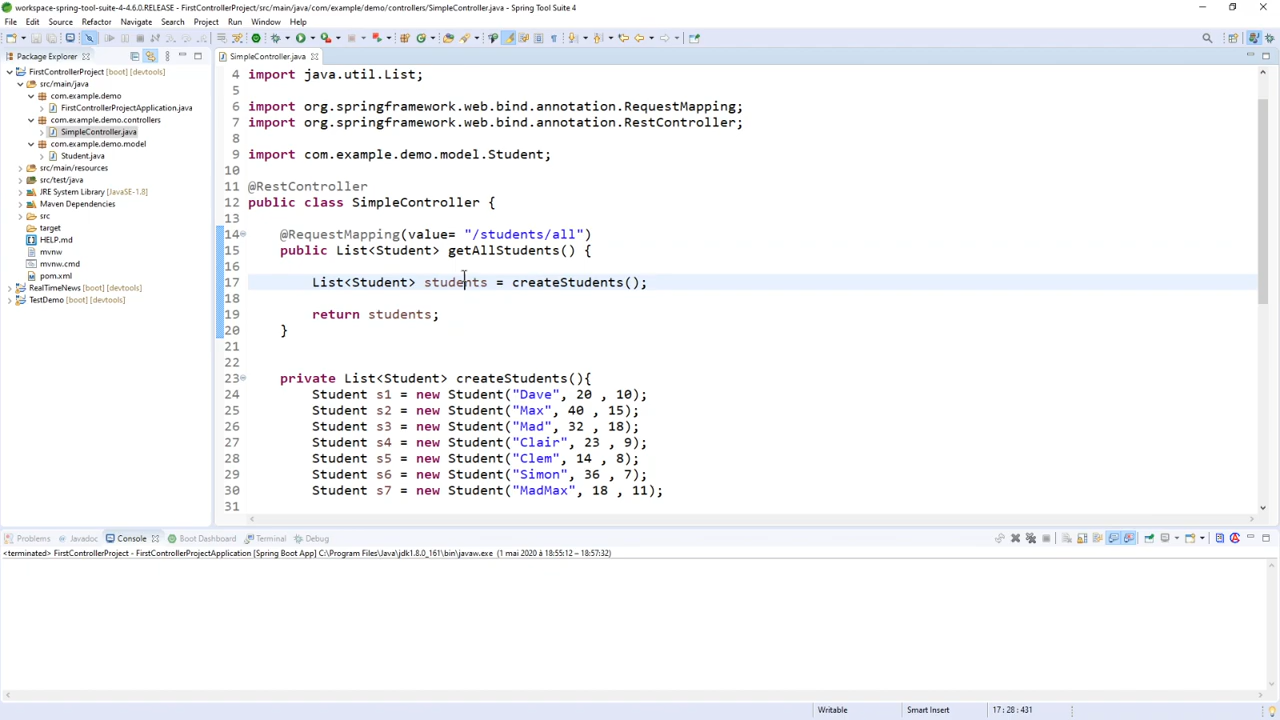 workspace-spring-tool-suite-4-4.6.0.RELEASE - FirstControllerProject/src/main/java/com/example/demo/controllers/SimpleController.java - Spring Tool Suite 4
File Edit Source Refactor Navigate Search Project Run Window Help
Package Explorer
FirstControllerProject [boot] [devtools]
src/main/java
com.example.demo
FirstControllerProjectApplication.java
com.example.demo.controllers
SimpleController.java
com.example.demo.model
Student.java
src/main/resources
src/test/java
JRE System Library [JavaSE-1.8]
Maven Dependencies
src
target
HELP.md
mvnw
mvnw.cmd
pom.xml
RealTimeNews [boot] [devtools]
TestDemo [boot] [devtools]
SimpleController.java
4 import java.util.List;
5
6 import org.springframework.web.bind.annotation.RequestMapping;
7 import org.springframework.web.bind.annotation.RestController;
8
9 import com.example.demo.model.Student;
10
11 @RestController
12 public class SimpleController {
13
14 @RequestMapping(value= "/students/all")
15 public List<Student> getAllStudents() {
16
17 List<Student> students = createStudents();
18
19 return students;
20 }
21
22
23 private List<Student> createStudents(){
24 Student s1 = new Student("Dave", 20 , 10);
25 Student s2 = new Student("Max", 40 , 15);
26 Student s3 = new Student("Mad", 32 , 18);
27 Student s4 = new Student("Clair", 23 , 9);
28 Student s5 = new Student("Clem", 14 , 8);
29 Student s6 = new Student("Simon", 36 , 7);
30 Student s7 = new Student("MadMax", 18 , 11);
31
Problems Javadoc Console Boot Dashboard Terminal Debug
<terminated> FirstControllerProject - FirstControllerProjectApplication [Spring Boot App] C:\Program Files\Java\jdk1.8.0_161\bin\javaw.exe (1 mai 2020 à 18:55:12 – 18:57:32)
Writable Smart Insert 17 : 28 : 431